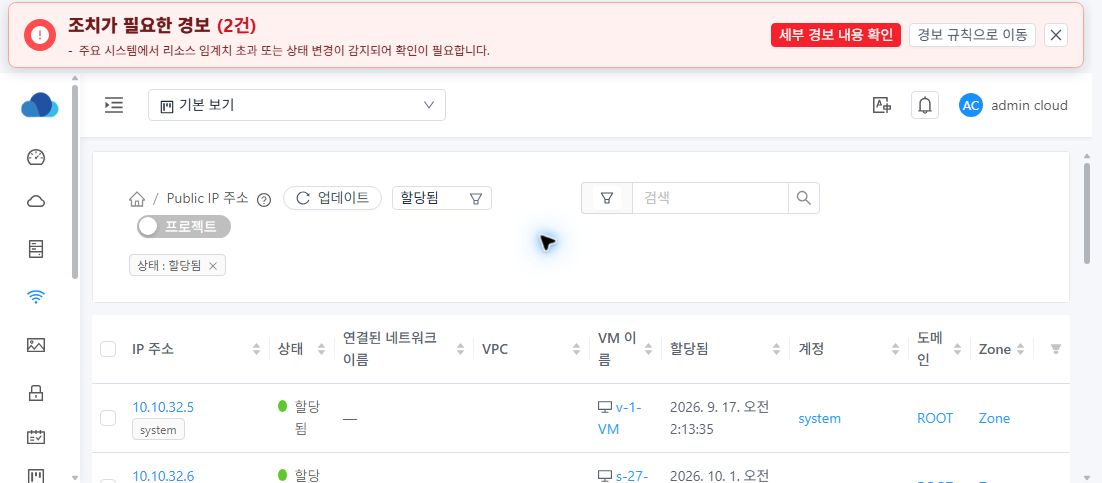 조치가 필요한 경보 (2건)
- 주요 시스템에서 리소스 임계치 초과 또는 상태 변경이 감지되어 확인이 필요합니다.
세부 경보 내용 확인
경보 규칙으로 이동
기본 보기
AC
admin cloud
/ Public IP 주소
업데이트
할당됨
검색
프로젝트
상태 : 할당됨
IP 주소
상태
연결된 네트워크
이름
VPC
VM 이
름
할당됨
계정
도메
인
Zone
10.10.32.5
system
할당
됨
—
v-1-
VM
2026. 9. 17. 오전
2:13:35
system
ROOT
Zone
10.10.32.6
할당
s-27-
2026. 10. 1. 오전